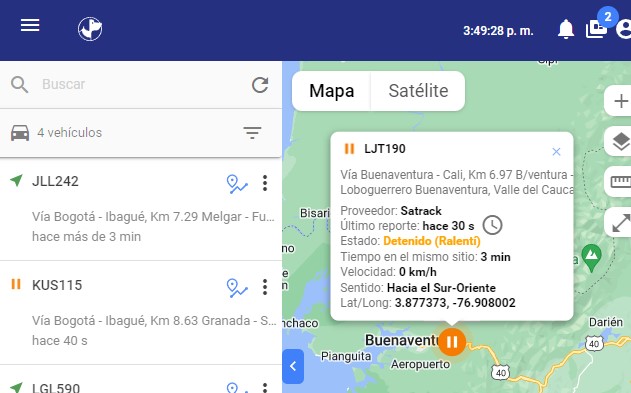 3:49:28 p. m.
2
Buscar
4 vehículos
JLL242
Vía Bogotá - Ibagué, Km 7.29 Melgar - Fu...
hace más de 3 min
KUS115
Vía Bogotá - Ibagué, Km 8.63 Granada - S...
hace 40 s
LGL590
Mapa
Satélite
LJT190
Vía Buenaventura - Cali, Km 6.97 B/ventura -
Loboguerrero Buenaventura, Valle del Cauca
Proveedor: Satrack
Último reporte: hace 30 s
Estado: Detenido (Ralentí)
Tiempo en el mismo sitio: 3 min
Velocidad: 0 km/h
Sentido: Hacia el Sur-Oriente
Lat/Long: 3.877373, -76.908002
Bisari
nchaco
Buenaventu
Pianguita
Aeropuerto
Darién
40
40